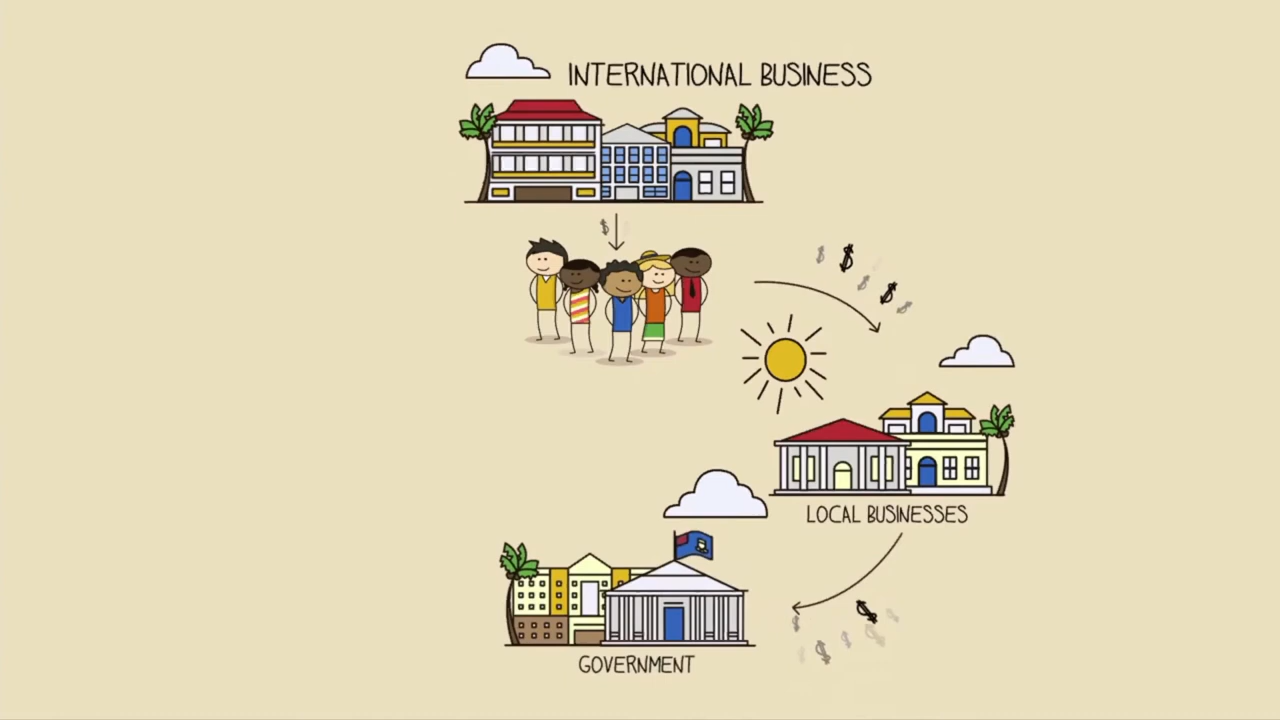 INTERNATIONAL BUSINESS
$
$ $
$ $ $
LOCAL BUSINESSES
$ $ $
$ $ $ $
GOVERNMENT